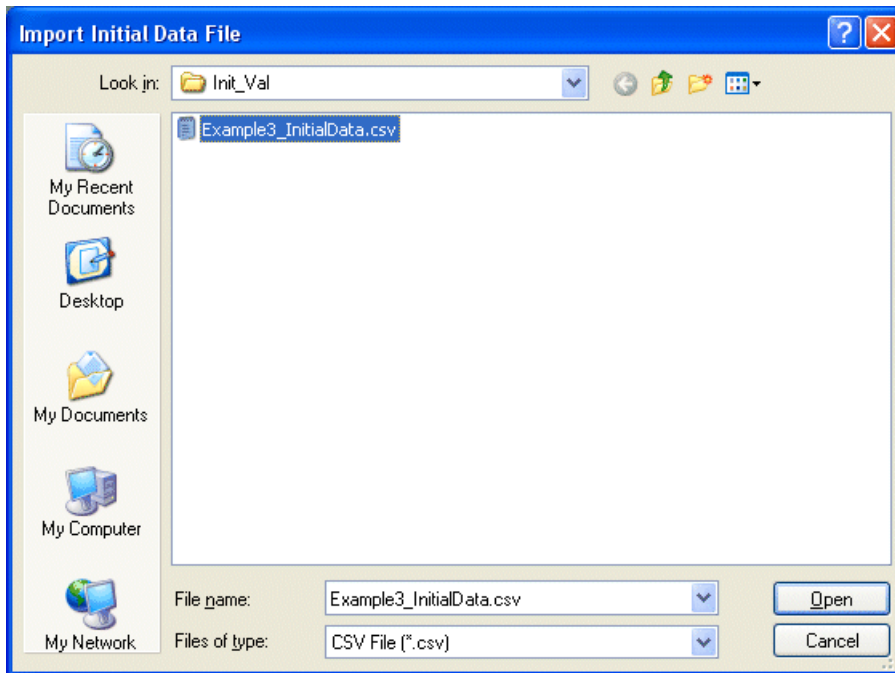 Import Initial Data File
Look in: Init_Val
Example3_InitialData.csv
My Recent
Documents
Desktop
My Documents
My Computer
My Network
File name: Example3_InitialData.csv Open
Files of type: CSV File (*.csv) Cancel